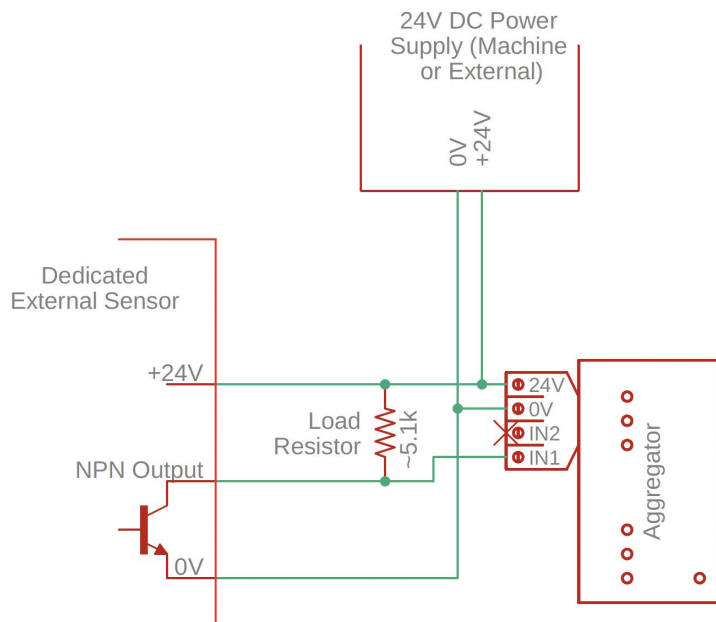 24V DC Power
Supply (Machine
or External)
0V
+24V
Dedicated
External Sensor
+24V
Load
Resistor
~5.1k
24V
0V
IN2
IN1
NPN Output
0V
Aggregator